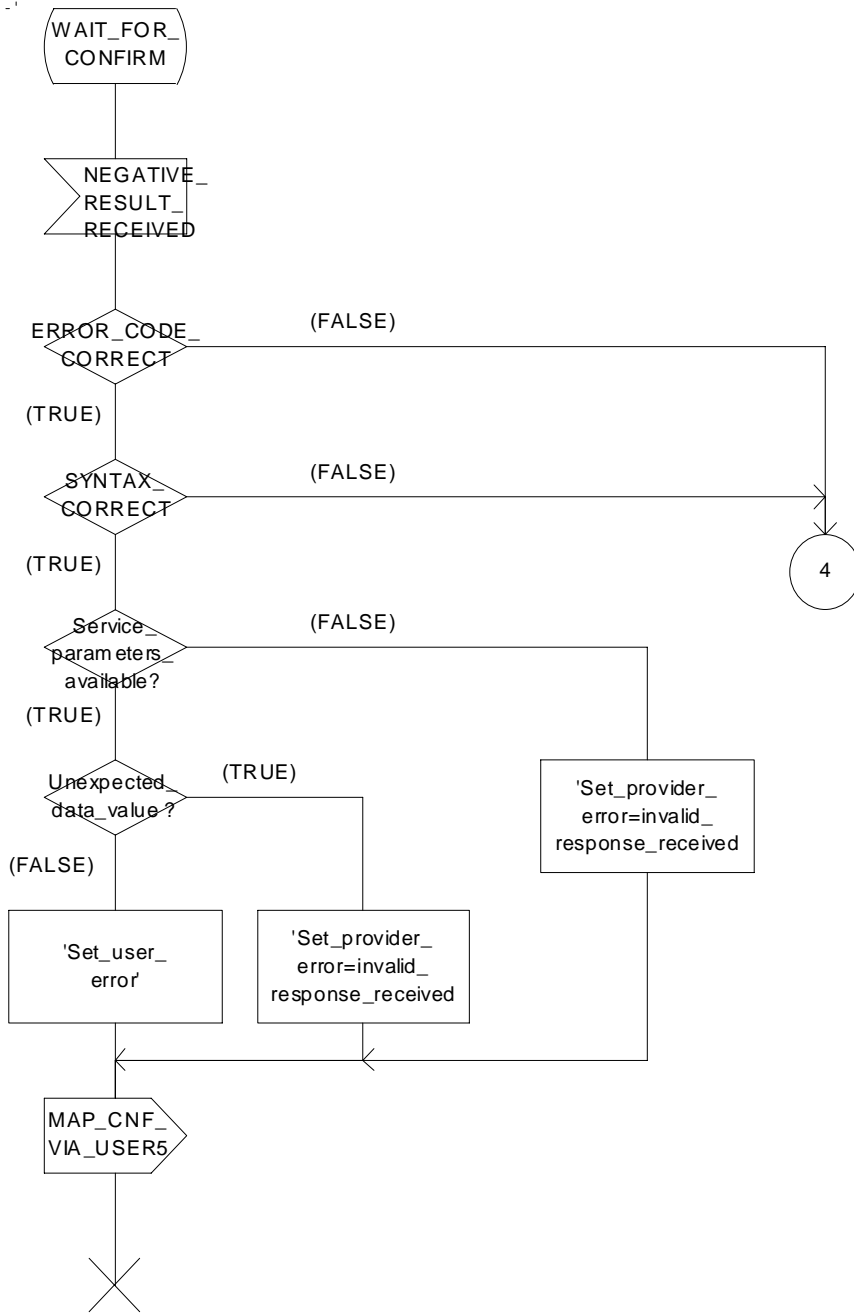 WAIT_FOR_
CONFIRM
NEGATIVE_
RESULT_
RECEIVED
ERROR_CODE_
CORRECT
(FALSE)
(TRUE)
SYNTAX_
CORRECT
(FALSE)
(TRUE)
4
Service_
parameters_
available?
(FALSE)
(TRUE)
Unexpected_
data_value ?
(TRUE)
'Set_provider_
error=invalid_
response_received
(FALSE)
'Set_user_
error'
'Set_provider_
error=invalid_
response_received
MAP_CNF_
VIA_USER5